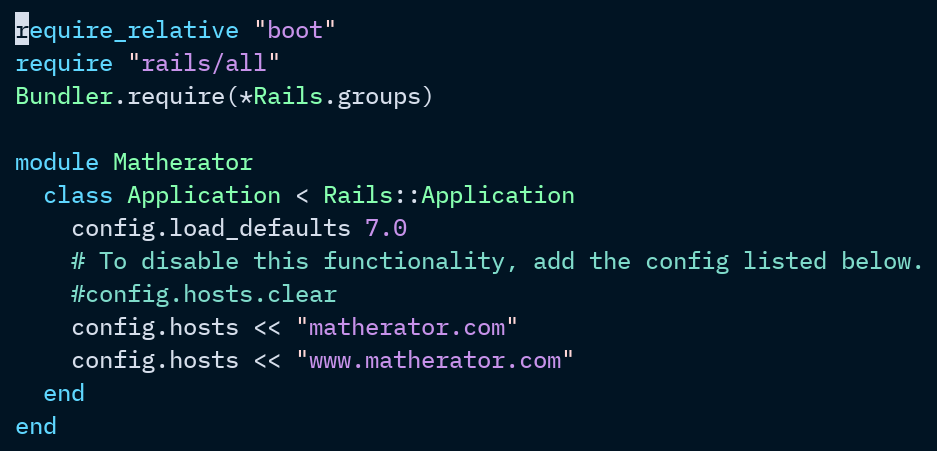 require_relative "boot"
require "rails/all"
Bundler.require(*Rails.groups)

module Matherator
  class Application < Rails::Application
    config.load_defaults 7.0
    # To disable this functionality, add the config listed below.
    #config.hosts.clear
    config.hosts << "matherator.com"
    config.hosts << "www.matherator.com"
  end
end